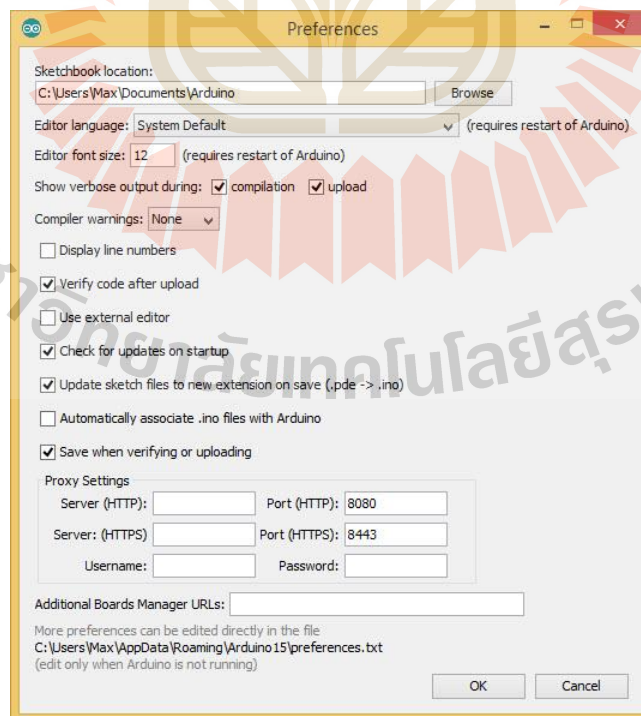 Preferences
Sketchbook location:
C:\Users\Max\Documents\Arduino Browse
Editor language: System Default (requires restart of Arduino)
Editor font size: 12 (requires restart of Arduino)
Show verbose output during: compilation upload
Compiler warnings: None
Display line numbers
Verify code after upload
Use external editor
Check for updates on startup
Update sketch files to new extension on save (.pde -> .ino)
Automatically associate .ino files with Arduino
Save when verifying or uploading
Proxy Settings
Server (HTTP): Port (HTTP): 8080
Server: (HTTPS) Port (HTTPS): 8443
Username: Password:
Additional Boards Manager URLs:
More preferences can be edited directly in the file
C:\Users\Max\AppData\Roaming\Arduino15\preferences.txt
(edit only when Arduino is not running)
OK Cancel